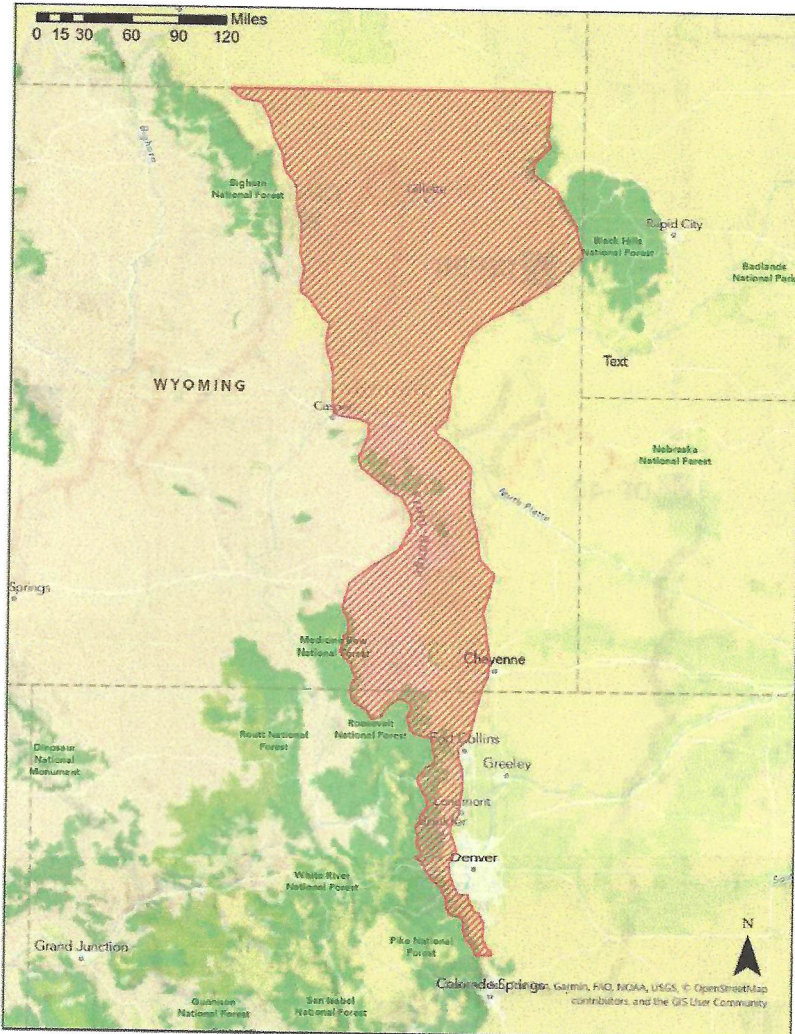 Miles
0 15 30 60 90 120
Bighorn
Bighorn
National Forest
Gillette
Rapid City
Black Hills
National Forest
Badlands
National Park
Text
WYOMING
Nebraska
National Forest
North Platte
Springs
Medicine Bow
National Forest
Cheyenne
Roosevelt
National Forest
Routt National
Forest
Fort Collins
Dinosaur
National
Monument
Greeley
Longmont
Boulder
Denver
White River
National Forest
N
Grand Junction
Pike National
Forest
Colorado Springs
Garmin, FAO, NOAA, USGS, © OpenStreetMap
contributors, and the GIS User Community
Gunnison
National Forest
San Isabel
National Forest